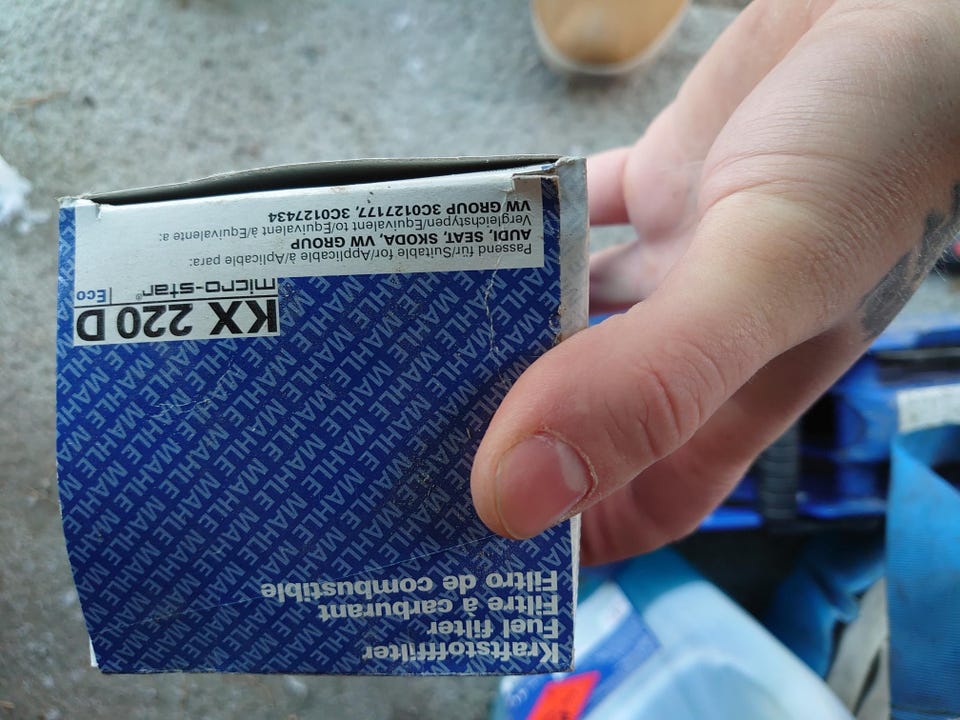 Kraftstofffilter
Fuel filter
Filtre à carburant
Filtro de combustible
KX 220 D
micro-star® Eco
Passend für/Suitable for/Applicable à/Aplicable para:
AUDI, SEAT, SKODA, VW GROUP
Vergleichstypen/Equivalent to/Equivalent à/Equivalente a:
VW GROUP 3C0127177, 3C0127434
MAHLE